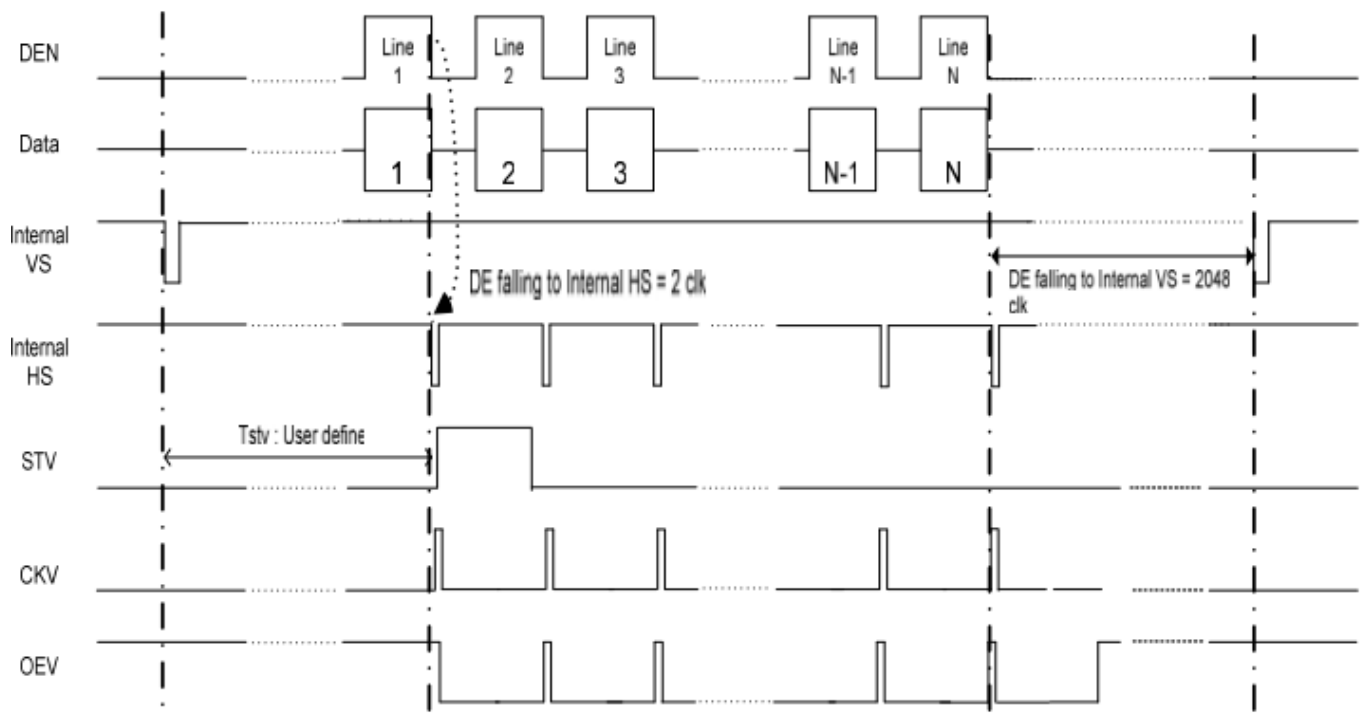 DEN
Line
1
Line
2
Line
3
Line
N-1
Line
N
Data
1
2
3
N-1
N
Internal
VS
DE falling to Internal HS = 2 clk
DE falling to Internal VS = 2048
clk
Internal
HS
Tstv : User define
STV
CKV
OEV